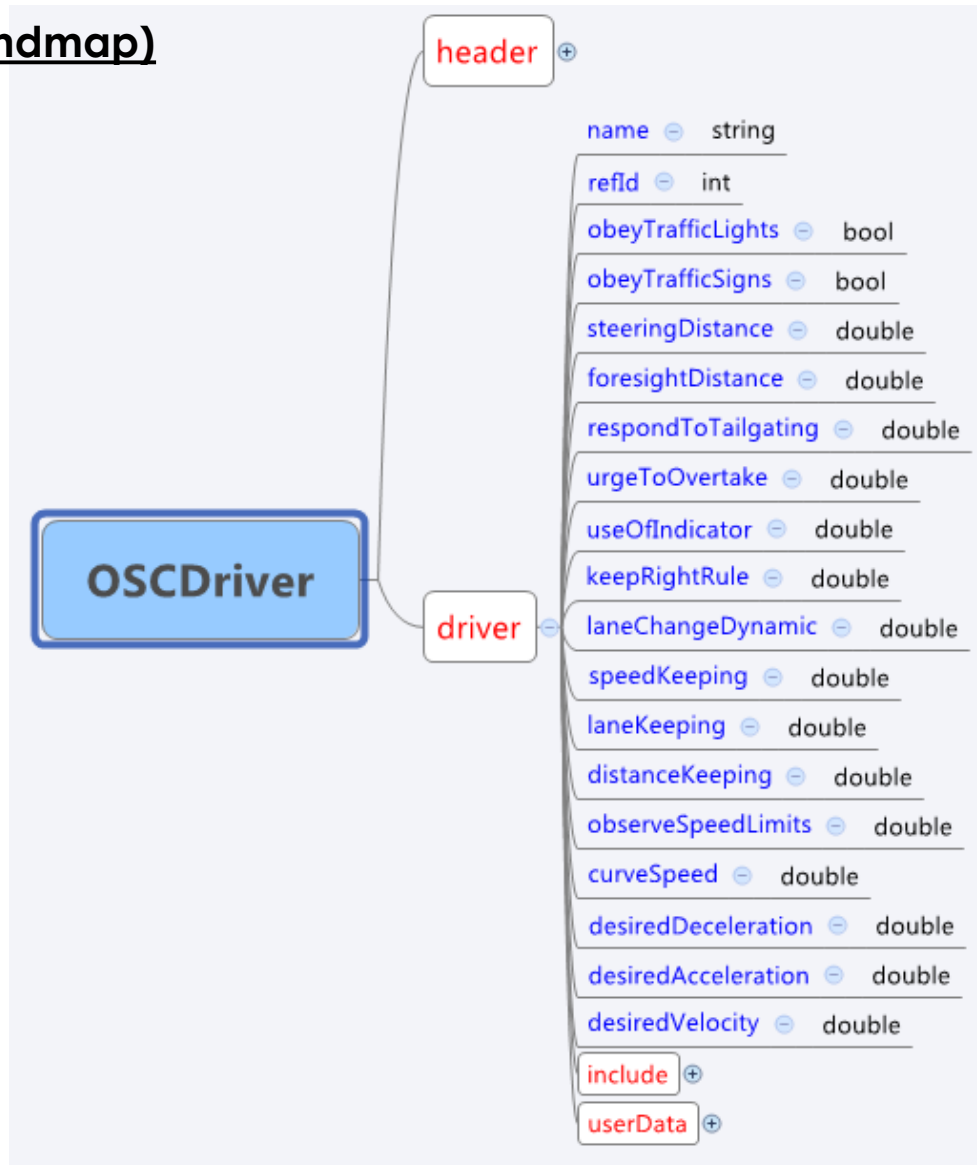 ndmap)
header
name string
refId int
obeyTrafficLights bool
obeyTrafficSigns bool
steeringDistance double
foresightDistance double
respondToTailgating double
urgeToOvertake double
useOfIndicator double
OSCDriver
keepRightRule double
driver
laneChangeDynamic double
speedKeeping double
laneKeeping double
distanceKeeping double
observeSpeedLimits double
curveSpeed double
desiredDeceleration double
desiredAcceleration double
desiredVelocity double
include
userData